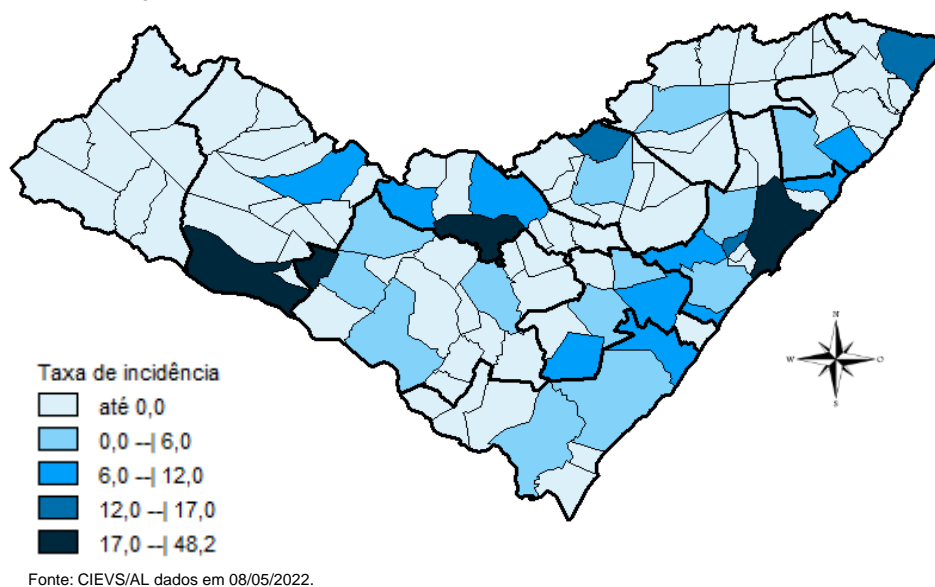 N
W
O
S
Taxa de incidência
até 0,0
0,0 --| 6,0
6,0 --| 12,0
12,0 --| 17,0
17,0 --| 48,2
Fonte: CIEVS/AL dados em 08/05/2022.